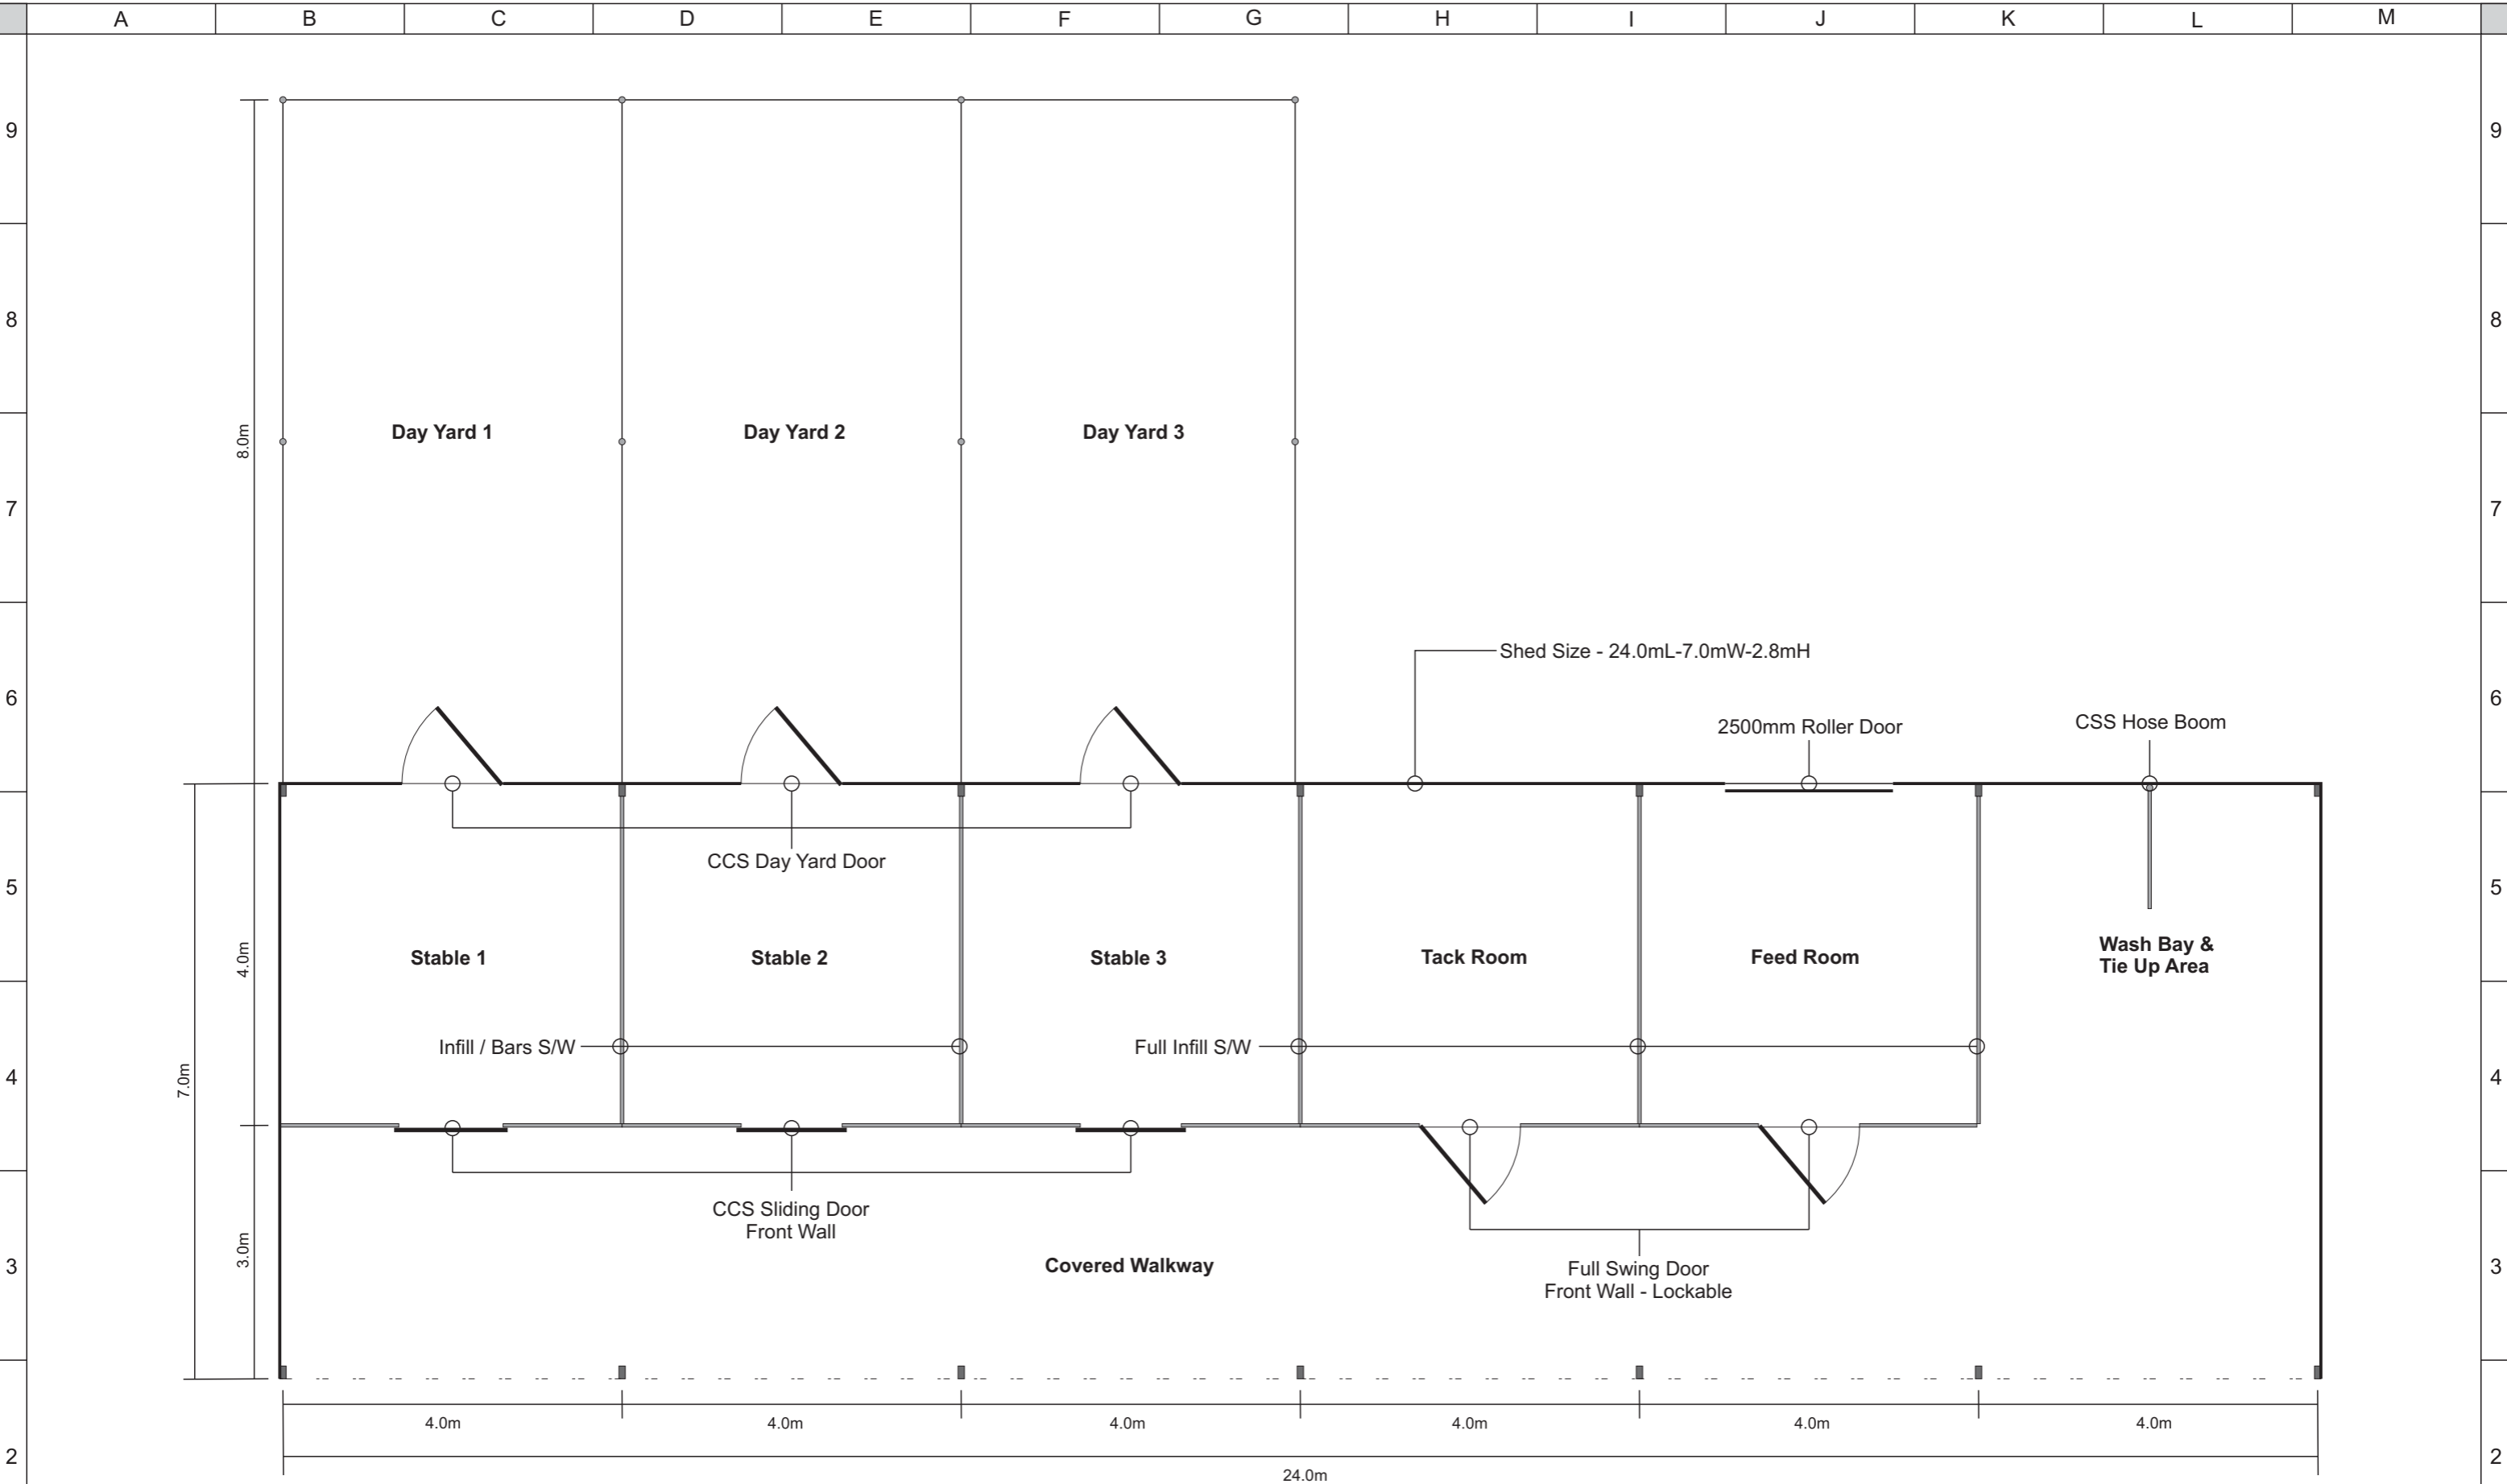 A B C D E F G H I J K L M
9 9
8 8
Day Yard 1 Day Yard 2 Day Yard 3
8.0m
7 7
Shed Size - 24.0mL-7.0mW-2.8mH
6 6
2500mm Roller Door
CSS Hose Boom
CCS Day Yard Door
5 5
Stable 1 Stable 2 Stable 3 Tack Room Feed Room
Wash Bay &
Tie Up Area
4.0m
Infill / Bars S/W
Full Infill S/W
4 4
7.0m
CCS Sliding Door
Front Wall
3.0m
Covered Walkway
3 3
Full Swing Door
Front Wall - Lockable
4.0m 4.0m 4.0m 4.0m 4.0m 4.0m
2 2
24.0m